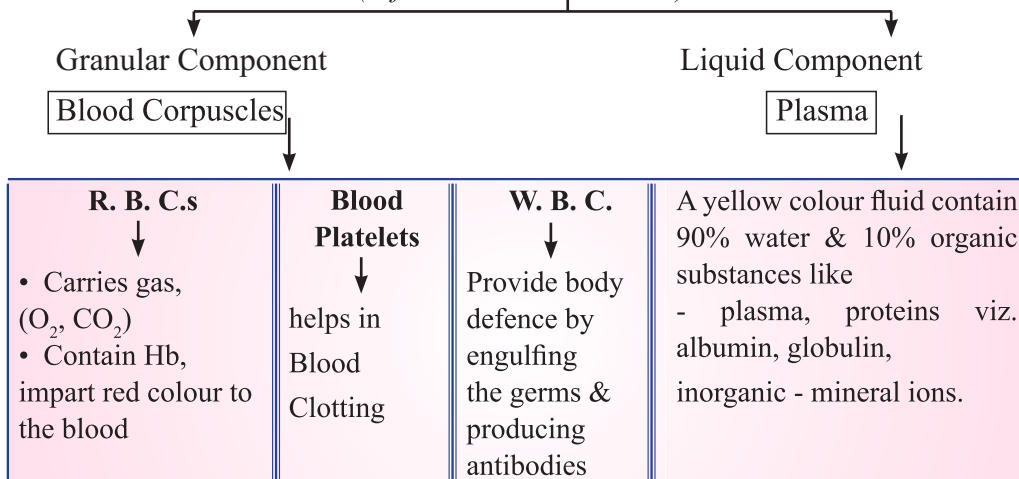 Granular Component
Liquid Component
Blood Corpuscles
Plasma
R. B. C.s
• Carries gas,
(O₂, CO₂)
• Contain Hb,
impart red colour to
the blood
Blood
Platelets
helps in
Blood
Clotting
W. B. C.
Provide body
defence by
engulfing
the germs &
producing
antibodies
A yellow colour fluid contain
90% water & 10% organic
substances like
- plasma, proteins viz.
albumin, globulin,
inorganic - mineral ions.